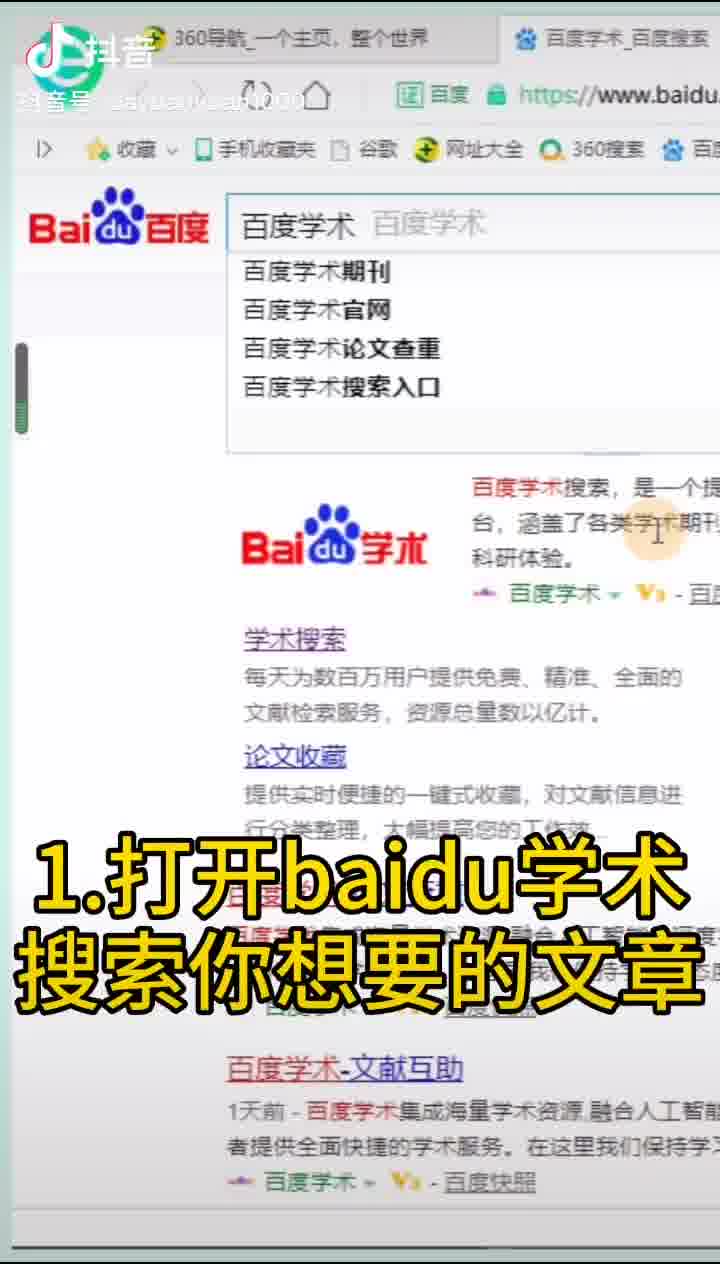 抖音
360导航_一个主页，整个世界
百度学术_百度搜索
抖音号:
证 百度 https://www.baidu.
收藏 手机收藏夹 谷歌 网址大全 360搜索 百度
Bai du 百度
百度学术 百度学术
百度学术期刊
百度学术官网
百度学术论文查重
百度学术搜索入口
Bai du 学术
百度学术搜索，是一个提
台，涵盖了各类学术期刊
科研体验。
百度学术 - 百度
学术搜索
每天为数百万用户提供免费、精准、全面的
文献检索服务，资源总量数以亿计。
论文收藏
提供实时便捷的一键式收藏，对文献信息进
行分类整理，大幅提高您的工作效...
1.打开baidu学术
搜索你想要的文章
百度学术-文献互助
1天前 - 百度学术集成海量学术资源,融合人工智能
者提供全面快捷的学术服务。在这里我们保持学习
百度学术 - 百度快照